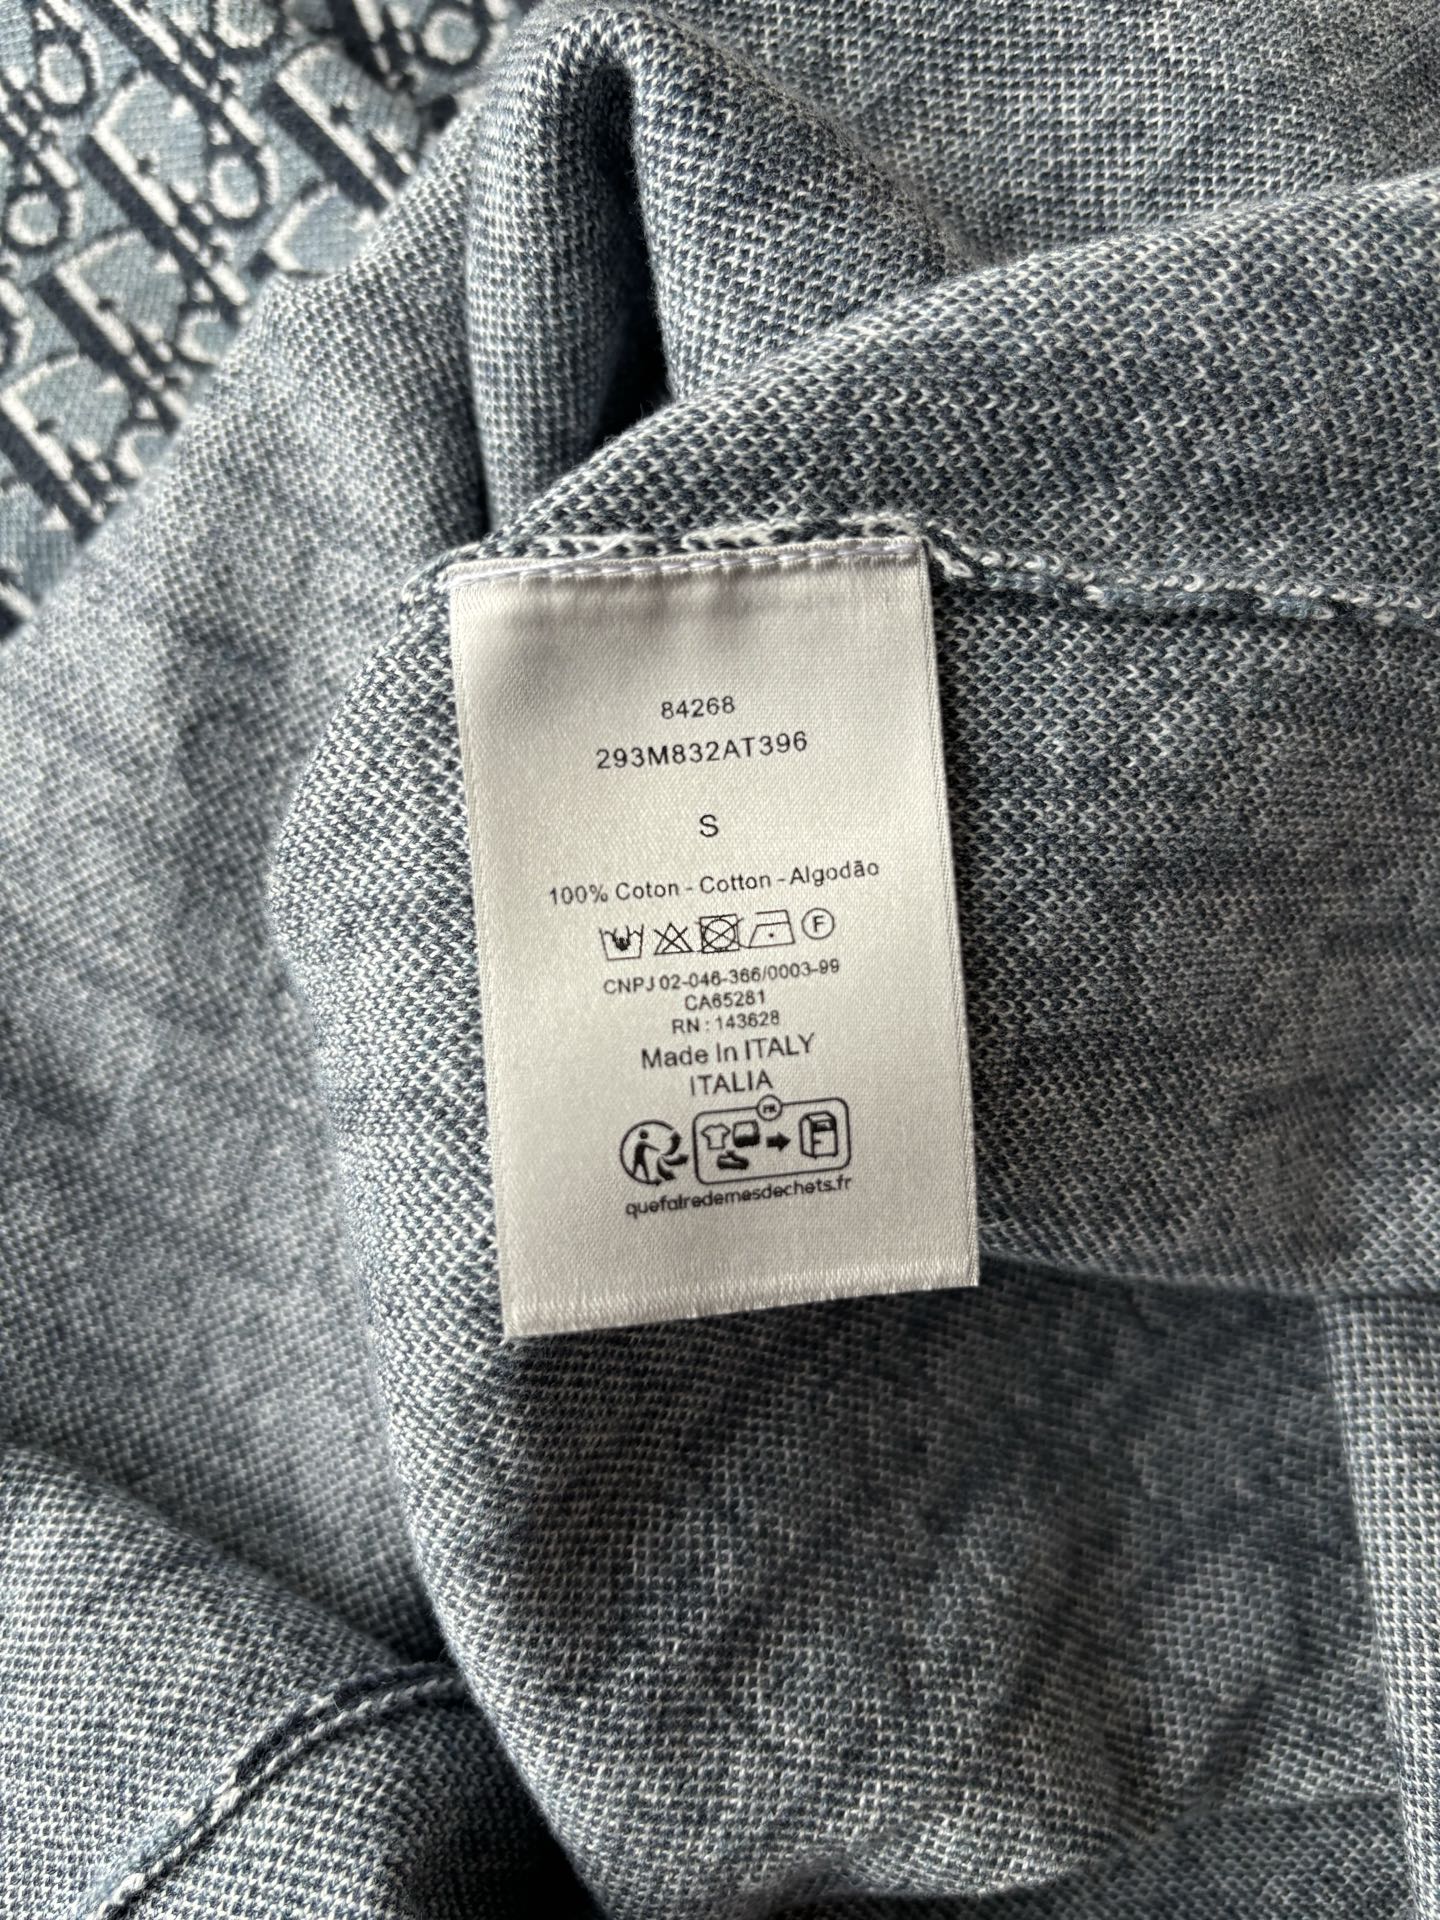 84268
293M832AT396
S
100% Coton - Cotton - Algodão
F
CNPJ 02-046-366/0003-99
CA65281
RN : 143628
Made In ITALY
ITALIA
FR
quefairedemesdechets.fr